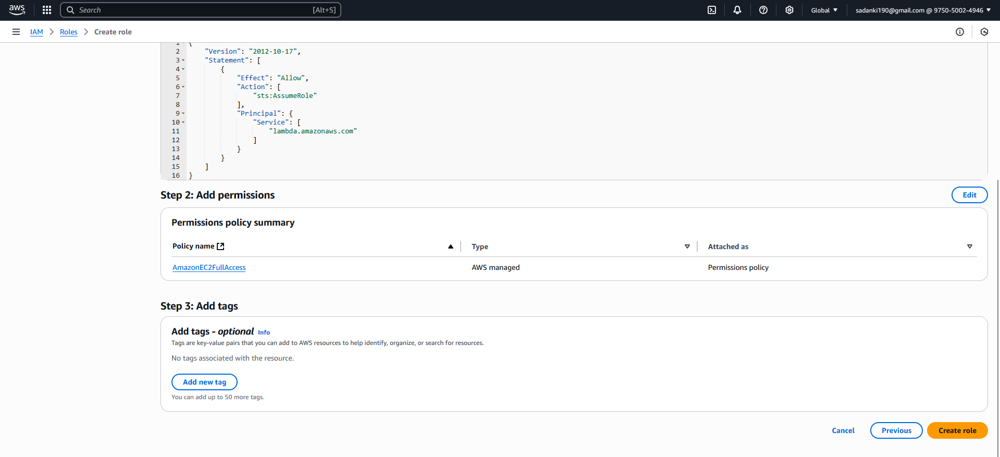 aws
Search [Alt+S]
Global
sadanki190@gmail.com @ 9750-5002-4946
IAM > Roles > Create role
1 {
2 "Version": "2012-10-17",
3 "Statement": [
4 {
5 "Effect": "Allow",
6 "Action": [
7 "sts:AssumeRole"
8 ],
9 "Principal": {
10 "Service": [
11 "lambda.amazonaws.com"
12 ]
13 }
14 }
15 ]
16 }
Step 2: Add permissions
Edit
Permissions policy summary
Policy name Type Attached as
AmazonEC2FullAccess AWS managed Permissions policy
Step 3: Add tags
Add tags - optional Info
Tags are key-value pairs that you can add to AWS resources to help identify, organize, or search for resources.
No tags associated with the resource.
Add new tag
You can add up to 50 more tags.
Cancel Previous Create role